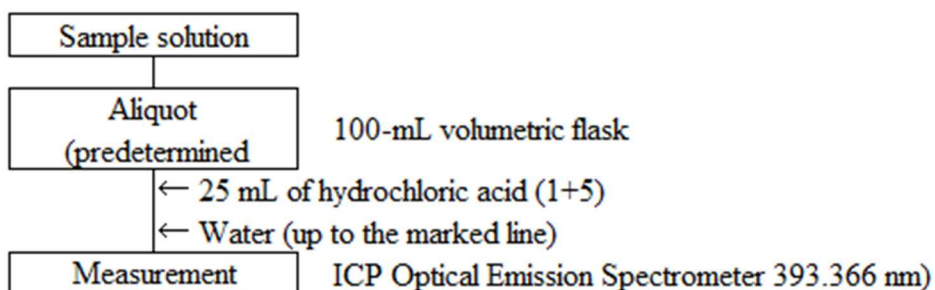 Sample solution
Aliquot
(predetermined
100-mL volumetric flask
← 25 mL of hydrochloric acid (1+5)
← Water (up to the marked line)
Measurement
ICP Optical Emission Spectrometer 393.366 nm)